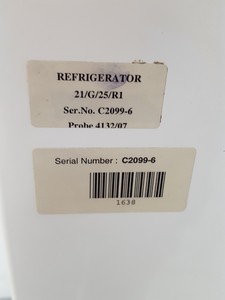 REFRIGERATOR
21/G/25/R1
Ser.No. C2099-6
Probe 4132/07
Serial Number : C2099-6
1638